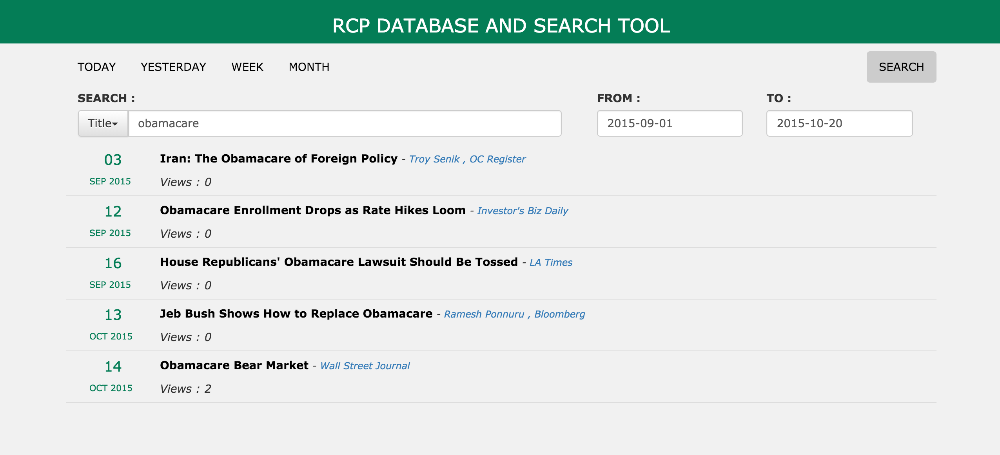 RCP DATABASE AND SEARCH TOOL
TODAY YESTERDAY WEEK MONTH SEARCH
SEARCH : FROM : TO :
Title obamacare 2015-09-01 2015-10-20
03 Iran: The Obamacare of Foreign Policy - Troy Senik , OC Register
SEP 2015 Views : 0
12 Obamacare Enrollment Drops as Rate Hikes Loom - Investor's Biz Daily
SEP 2015 Views : 0
16 House Republicans' Obamacare Lawsuit Should Be Tossed - LA Times
SEP 2015 Views : 0
13 Jeb Bush Shows How to Replace Obamacare - Ramesh Ponnuru , Bloomberg
OCT 2015 Views : 0
14 Obamacare Bear Market - Wall Street Journal
OCT 2015 Views : 2